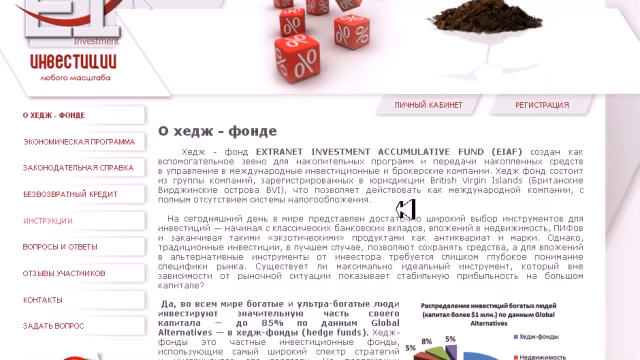 EI
Investment
ИНВЕСТИЦИИ
любого масштаба
ЛИЧНЫЙ КАБИНЕТ
РЕГИСТРАЦИЯ
О ХЕДЖ - ФОНДЕ
ЭКОНОМИЧЕСКАЯ ПРОГРАММА
ЗАКОНОДАТЕЛЬНАЯ СПРАВКА
БЕЗВОЗВРАТНЫЙ КРЕДИТ
ИНСТРУКЦИИ
ВОПРОСЫ И ОТВЕТЫ
ОТЗЫВЫ УЧАСТНИКОВ
КОНТАКТЫ
ЗАДАТЬ ВОПРОС
О хедж - фонде
Хедж - фонд EXTRANET INVESTMENT ACCUMULATIVE FUND (EIAF) создан как
вспомогательное звено для накопительных программ и передачи накопленных средств
в управление в международные инвестиционные и брокерские компании. Хедж фонд состоит
из группы компаний, зарегистрированных в юрисдикции British Virgin Islands (Британские
Вирджинские острова BVI), что позволяет действовать как международной компании, с
полным отсутствием системы налогообложения.
На сегодняшний день в мире представлен достаточно широкий выбор инструментов для
инвестиций — начиная с классических банковских вкладов, вложений в недвижимость, ПИФов
и заканчивая такими «экзотическими» продуктами как антиквариат и марки. Однако,
традиционные инвестиции, в лучшем случае, позволяют сохранять средства, а для вложений
в альтернативные инструменты от инвестора требуется слишком глубокое понимание
специфики рынка. Существует ли максимально идеальный инструмент, который вне
зависимости от рыночной ситуации показывает стабильную прибыльность на большом
капитале?
Да, во всем мире богатые и ультра-богатые люди
инвестируют значительную часть своего
капитала — до 85% по данным Global
Alternatives — в хедж-фонды (hedge funds). Хедж-
фонды это частные инвестиционные фонды,
использующие самый широкий спектр стратегий
Распределение инвестиций богатых людей
(капитал более $1 млн.) по данным Global
Alternatives
5% 8% 2%
Хедж-фонды
Недвижимость